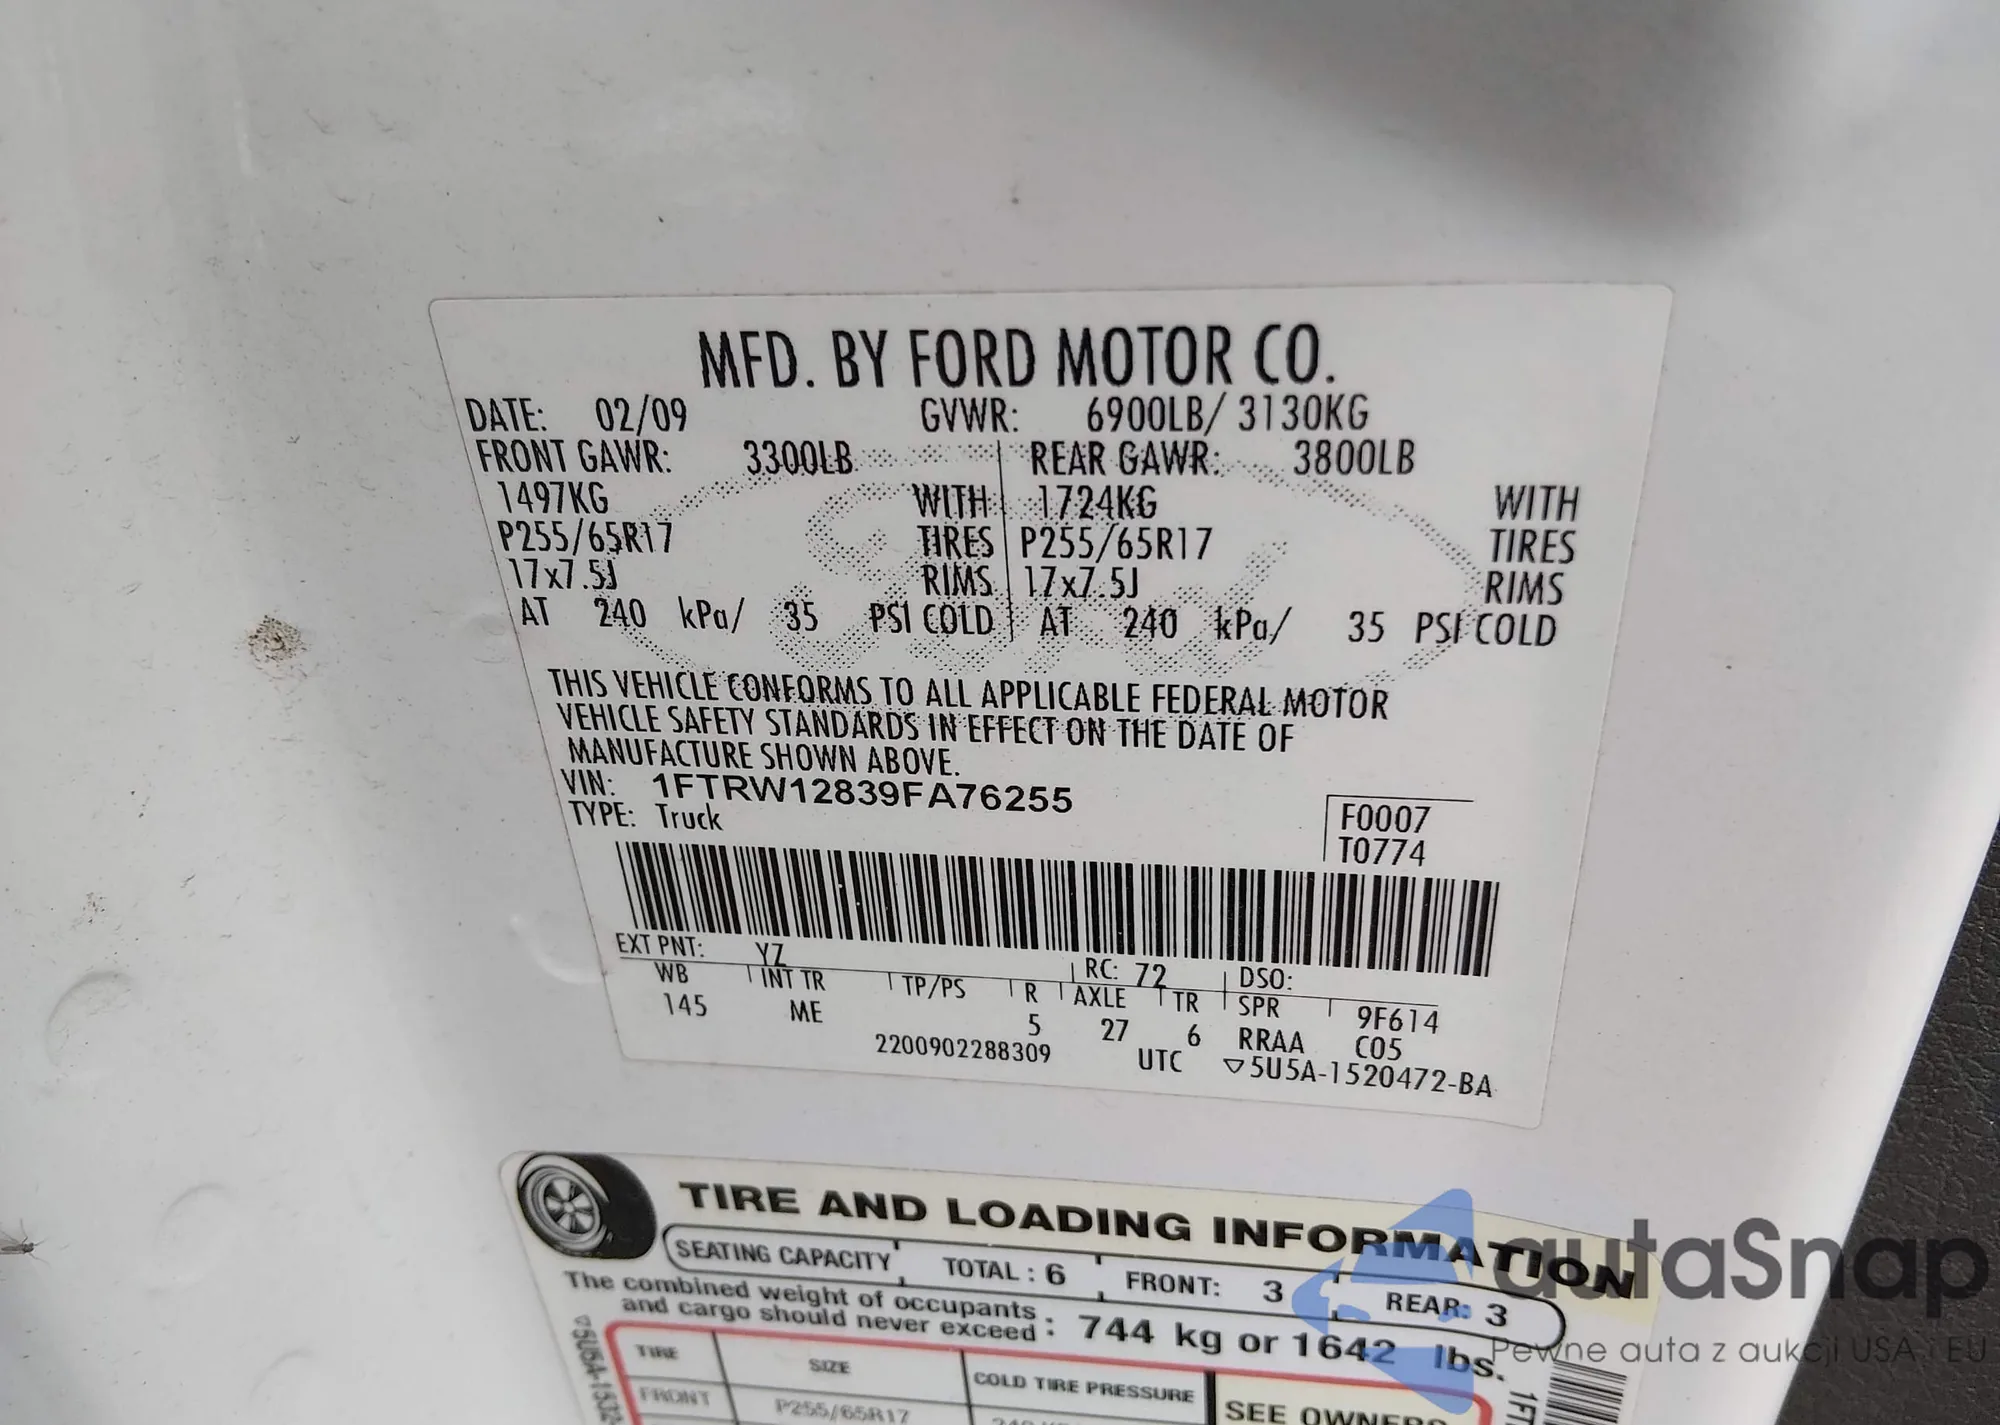 MFD. BY FORD MOTOR CO.
DATE: 02/09 GVWR: 6900LB/ 3130KG
FRONT GAWR: 3300LB REAR GAWR: 3800LB
1497KG WITH 1724KG WITH
P255/65R17 TIRES P255/65R17 TIRES
17x7.5J RIMS 17x7.5J RIMS
AT 240 kPa/ 35 PSI COLD AT 240 kPa/ 35 PSI COLD
THIS VEHICLE CONFORMS TO ALL APPLICABLE FEDERAL MOTOR
VEHICLE SAFETY STANDARDS IN EFFECT ON THE DATE OF
MANUFACTURE SHOWN ABOVE.
VIN: 1FTRW12839FA76255
TYPE: Truck
F0007
T0774
EXT PNT: YZ RC: 72 DSO:
WB INT TR TP/PS R AXLE TR SPR 9F614
145 ME 5 27 6 RRAA C05
2200902288309 UTC ▽5U5A-1520472-BA
TIRE AND LOADING INFORMATION
SEATING CAPACITY TOTAL : 6 FRONT: 3 REAR: 3
The combined weight of occupants
and cargo should never exceed : 744 kg or 1642 lbs.
TIRE SIZE COLD TIRE PRESSURE
FRONT P255/65R17
SEE OWNERS
autaSnap
Pewne auta z aukcji USA i EU